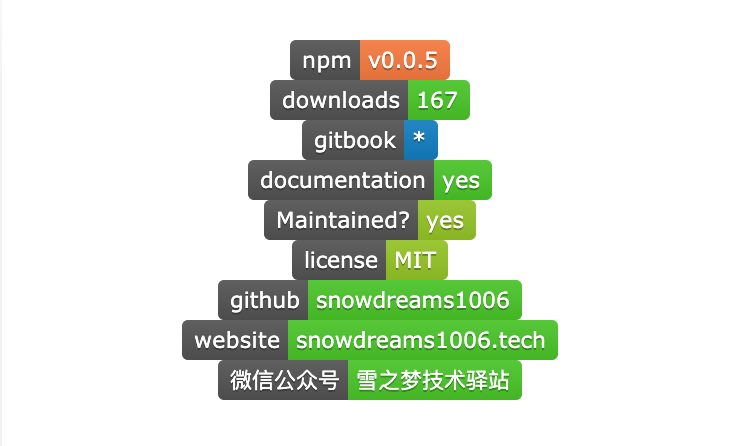 npm v0.0.5
downloads 167
gitbook *
documentation yes
Maintained? yes
license MIT
github snowdreams1006
website snowdreams1006.tech
微信公众号 雪之梦技术驿站